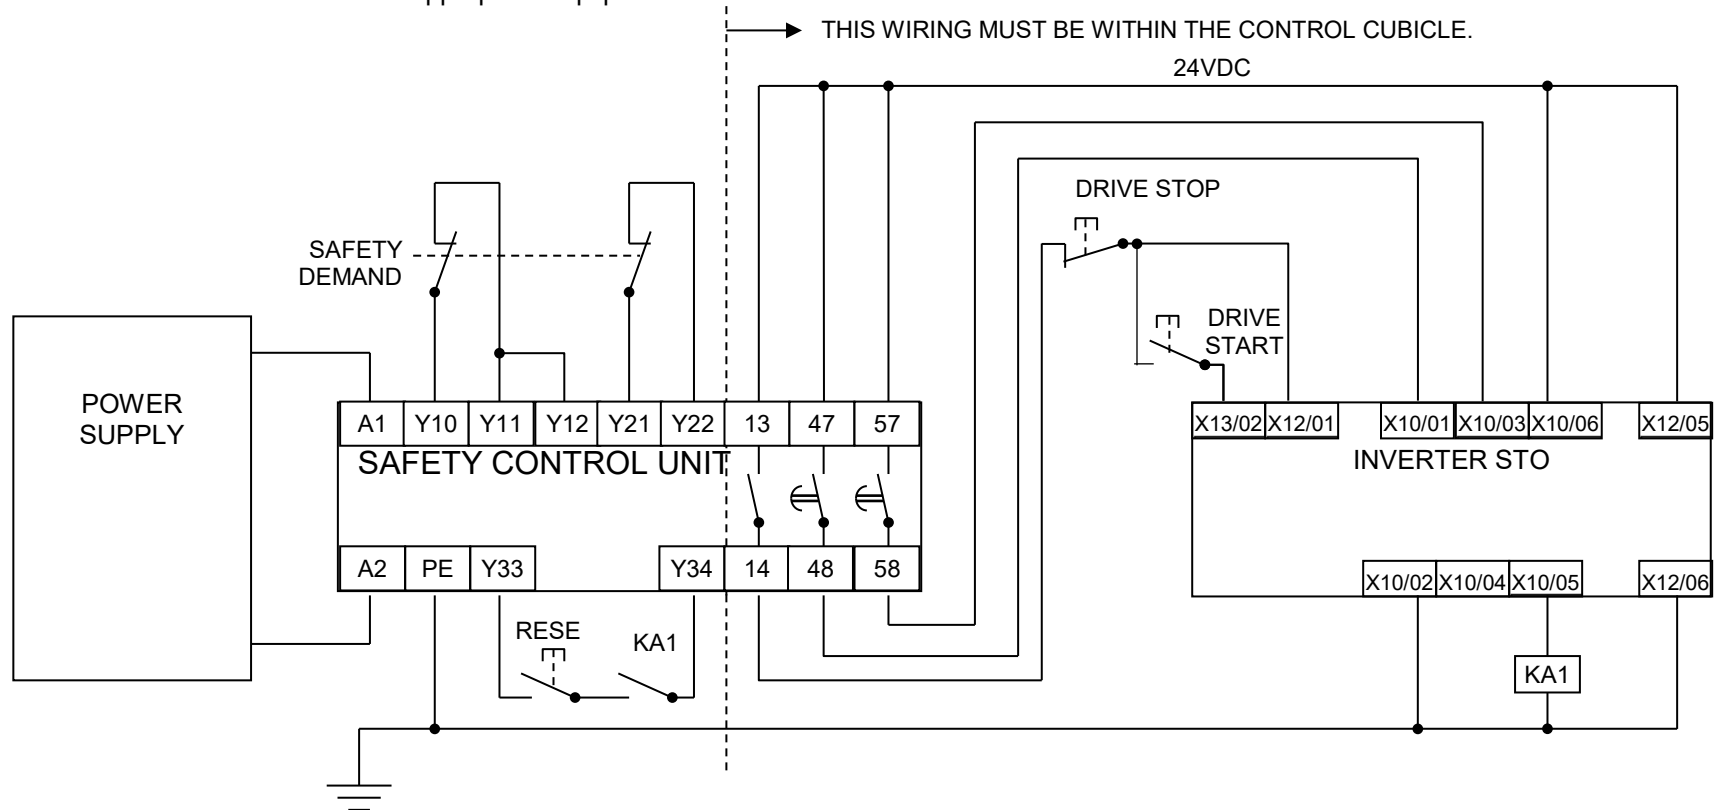 THIS WIRING MUST BE WITHIN THE CONTROL CUBICLE.
24VDC
DRIVE STOP
SAFETY
DEMAND
DRIVE
START
POWER
SUPPLY
A1 Y10 Y11 Y12 Y21 Y22 13 47 57
X13/02 X12/01 X10/01 X10/03 X10/06 X12/05
SAFETY CONTROL UNIT
INVERTER STO
A2 PE Y33 Y34 14 48 58
X10/02 X10/04 X10/05 X12/06
RESE
KA1
KA1